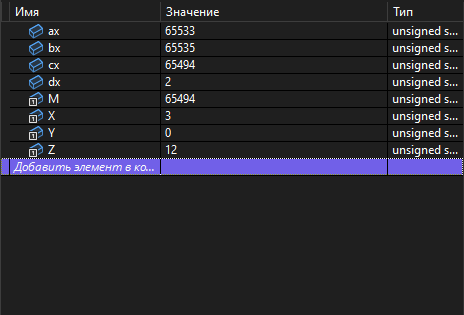 Имя Значение Тип
ax 65533 unsigned s...
bx 65535 unsigned s...
cx 65494 unsigned s...
dx 2 unsigned s...
M 65494 unsigned s...
X 3 unsigned s...
Y 0 unsigned s...
Z 12 unsigned s...
Добавить элемент в ко...